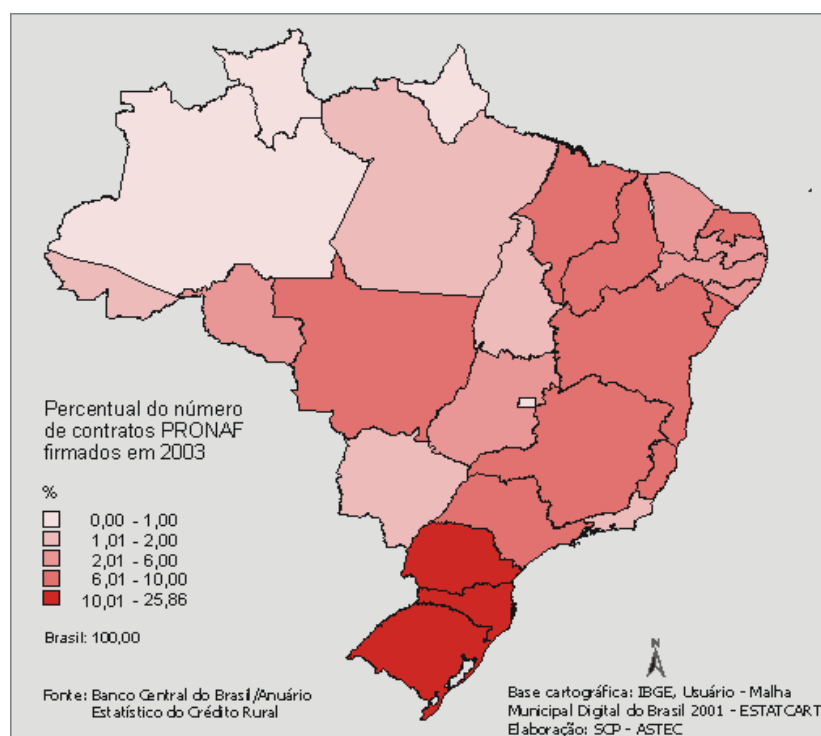 Percentual do número
de contratos PRONAF
firmados em 2003
%
0,00 - 1,00
1,01 - 2,00
2,01 - 6,00
6,01 - 10,00
10,01 - 25,86
Brasil: 100,00
Fonte: Banco Central do Brasil/Anuário
Estatístico do Crédito Rural
N
Base cartográfica: IBGE, Usuário - Malha
Municipal Digital do Brasil 2001 - ESTATCART
Elaboração: SCP - ASTEC